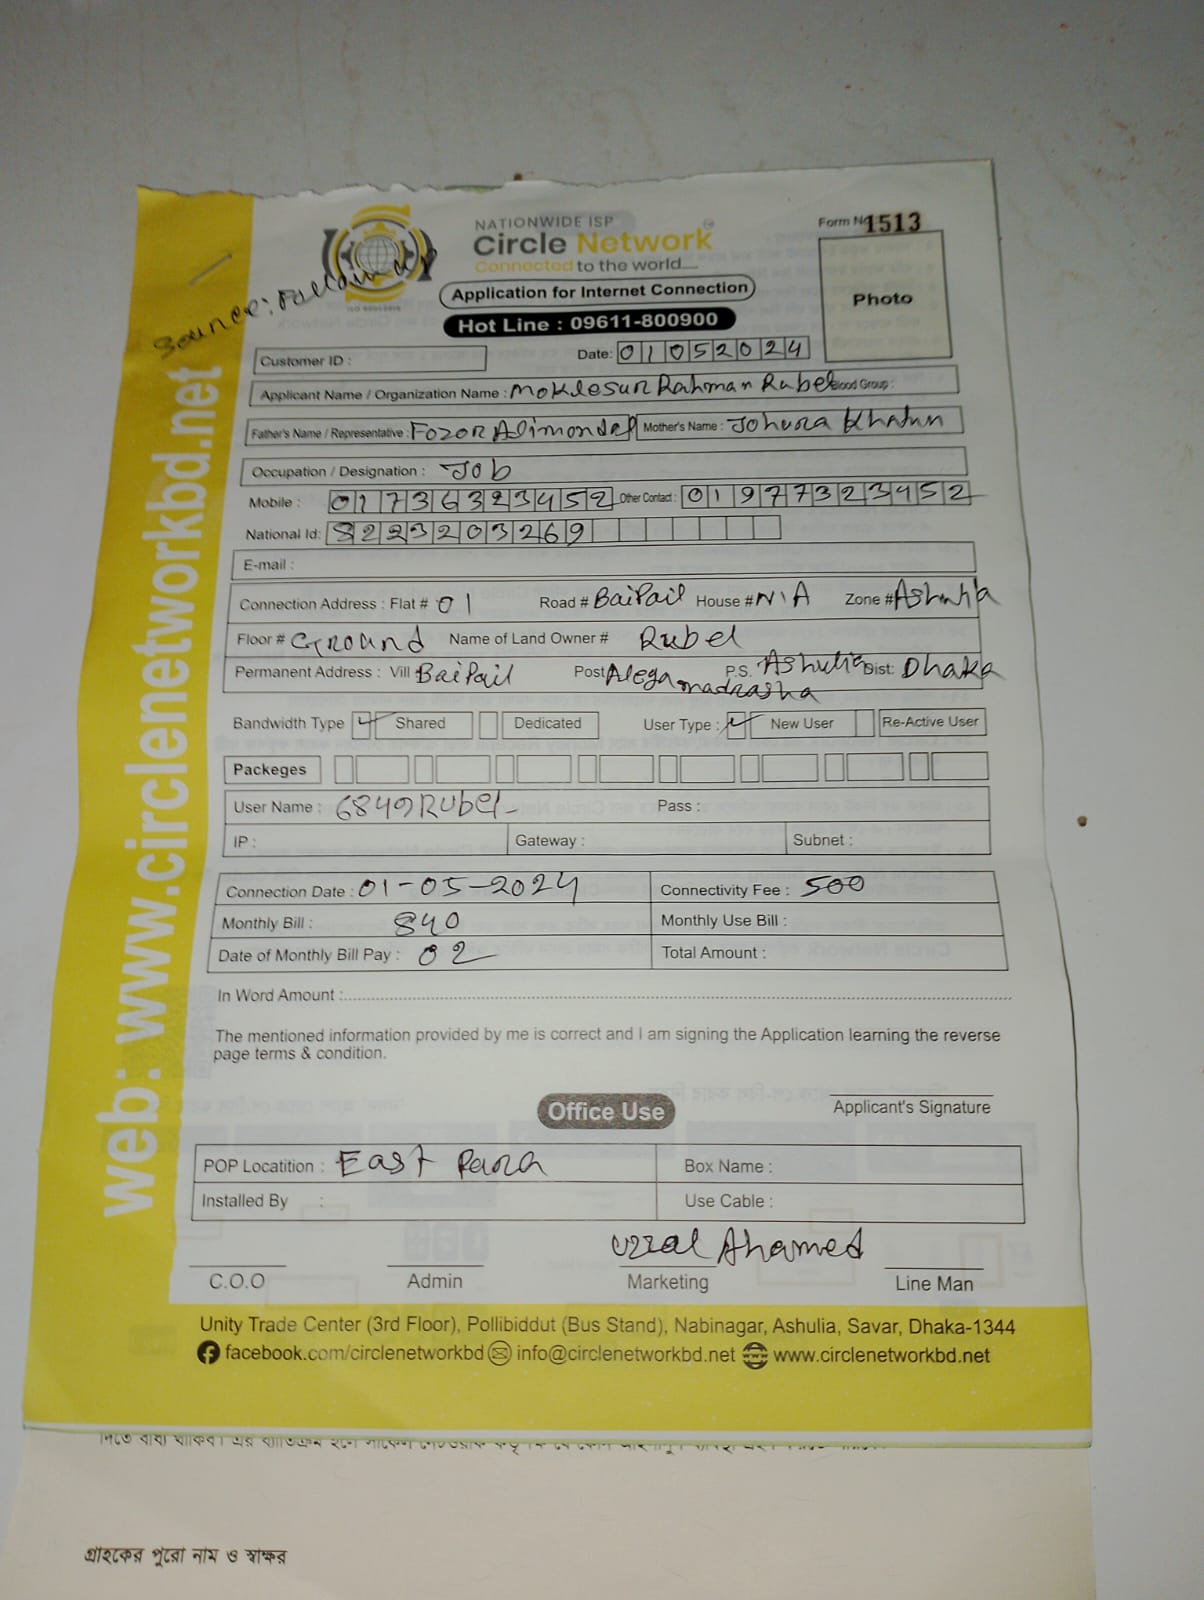 NATIONWIDE ISP
Circle Network
Connected to the world....
Application for Internet Connection
Hot Line : 09611-800900
Form No 1513
Photo
Source:
ISO 9001:2015
Customer ID :
Date: 01052024
Applicant Name / Organization Name : Moklesur Rahman Rubel Blood Group :
Father's Name / Representative : Fozor Alimondel Mother's Name : Johura Khatun
Occupation / Designation : Job
Mobile : 01736323452 Other Contact : 01977323452
National Id: 8223203269
E-mail :
Connection Address : Flat # 01 Road # Baipail House # N/A Zone # Ashulia
Floor # Ground Name of Land Owner # Rubel
Permanent Address : Vill Baipail Post Alega madrasha P.S. Ashulia Dist: Dhaka
Bandwidth Type Shared Dedicated User Type : New User Re-Active User
Packeges
User Name : 6849Rubel Pass :
IP : Gateway : Subnet :
Connection Date : 01-05-2024 Connectivity Fee : 500
Monthly Bill : 840 Monthly Use Bill :
Date of Monthly Bill Pay : 02 Total Amount :
In Word Amount :
The mentioned information provided by me is correct and I am signing the Application learning the reverse
page terms & condition.
Applicant's Signature
Office Use
POP Locatition : East Para Box Name :
Installed By : Use Cable :
Uzzal Ahamed
C.O.O Admin Marketing Line Man
Unity Trade Center (3rd Floor), Pollibiddut (Bus Stand), Nabinagar, Ashulia, Savar, Dhaka-1344
facebook.com/circlenetworkbd info@circlenetworkbd.net www.circlenetworkbd.net
web: www.circlenetworkbd.net
গ্রাহকের পুরো নাম ও স্বাক্ষর